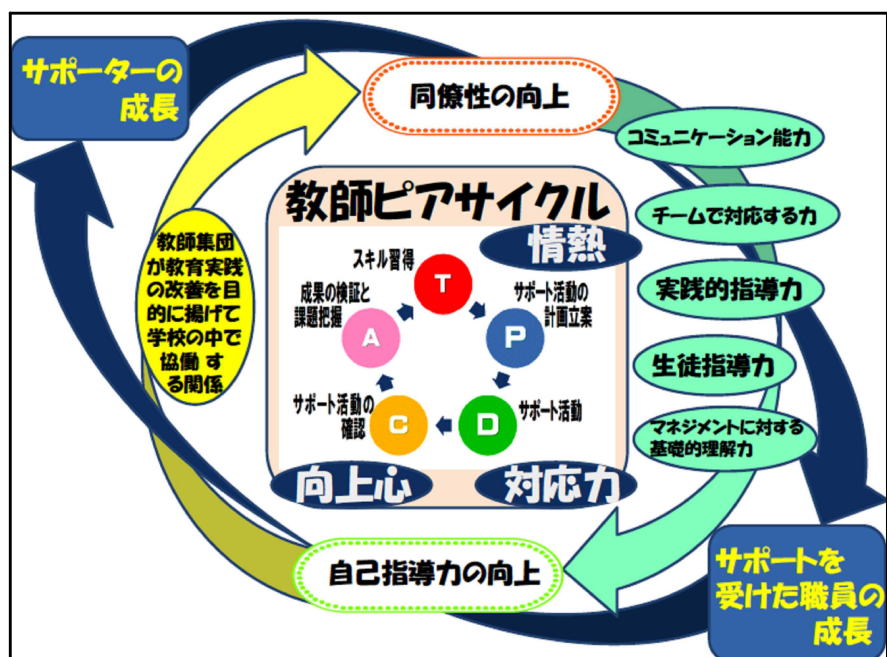 サポーターの
成長
同僚性の向上
コミュニケーション能力
チームで対応する力
実践的指導力
生徒指導力
マネジメントに対する
基礎的理解力
教師集団
が教育実践
の改善を目
的に掲げて
学校の中で
協働 す
る関係
教師ピアサイクル
情熱
スキル習得
T
サポート活動の
計画立案
P
サポート活動
D
サポート活動の
確認
C
成果の検証と
課題把握
A
向上心
対応力
自己指導力の向上
サポートを
受けた職員の
成長